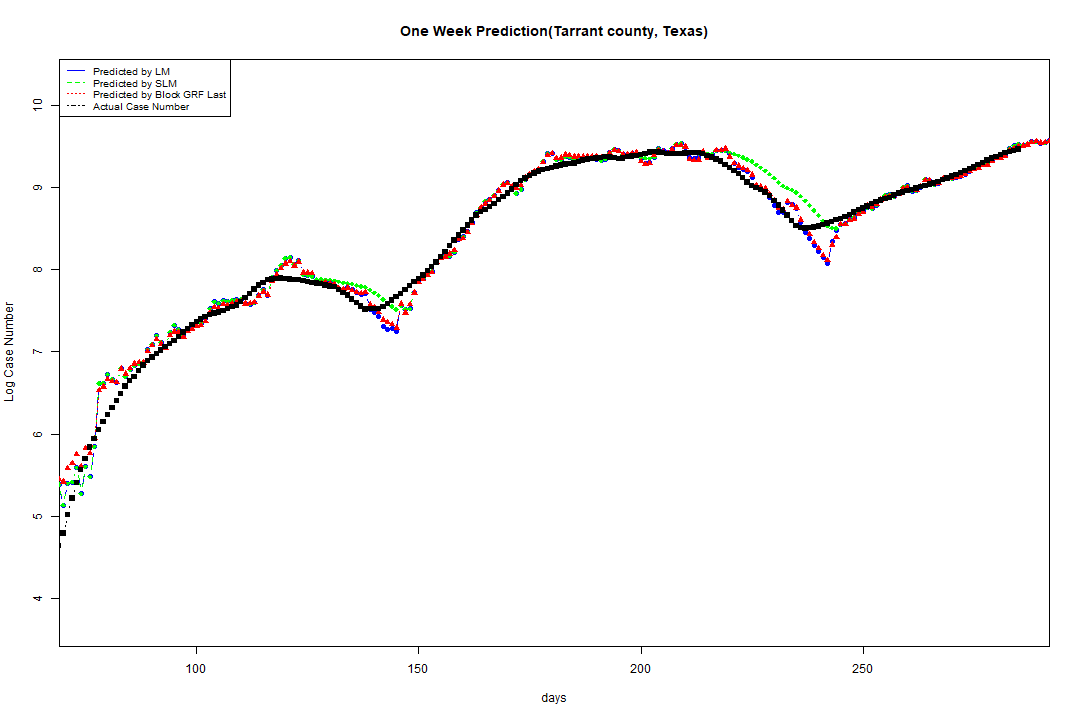 One Week Prediction(Tarrant county, Texas)
Predicted by LM
Predicted by SLM
Predicted by Block GRF Last
Actual Case Number
10
9
8
7
6
5
4
Log Case Number
100
150
200
250
days